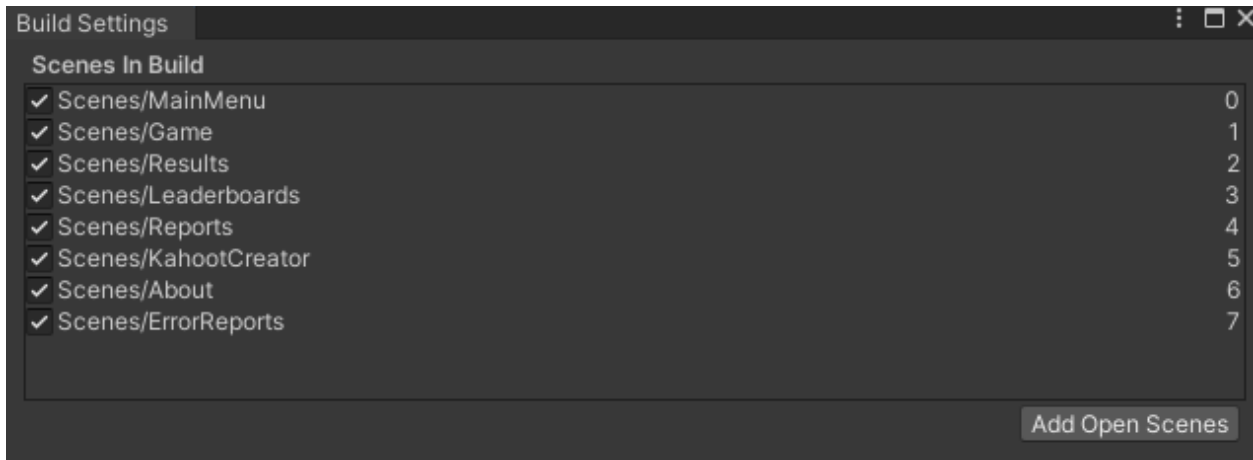 Build Settings
Scenes In Build
Scenes/MainMenu 0
Scenes/Game 1
Scenes/Results 2
Scenes/Leaderboards 3
Scenes/Reports 4
Scenes/KahootCreator 5
Scenes/About 6
Scenes/ErrorReports 7
Add Open Scenes